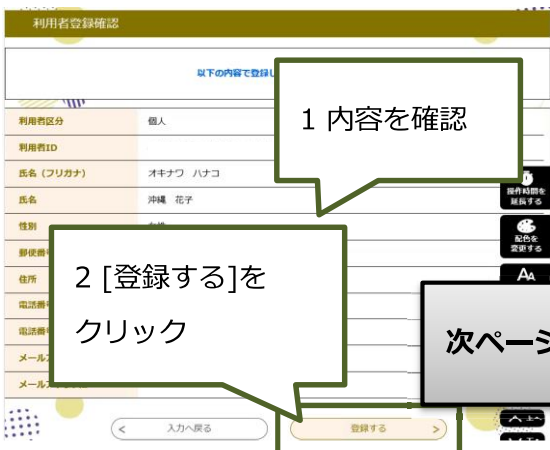 利用者登録確認
以下の内容で登録し
1 内容を確認
利用者区分 個人
利用者ID
氏名（フリガナ） オキナワ ハナコ
氏名 沖縄 花子
性別
郵便番
住所
電話番
電話番
メール
メール
2 [登録する]を
クリック
操作時間を
延長する
配色を
変更する
AA
次ページ
< 入力へ戻る
登録する >
上へ